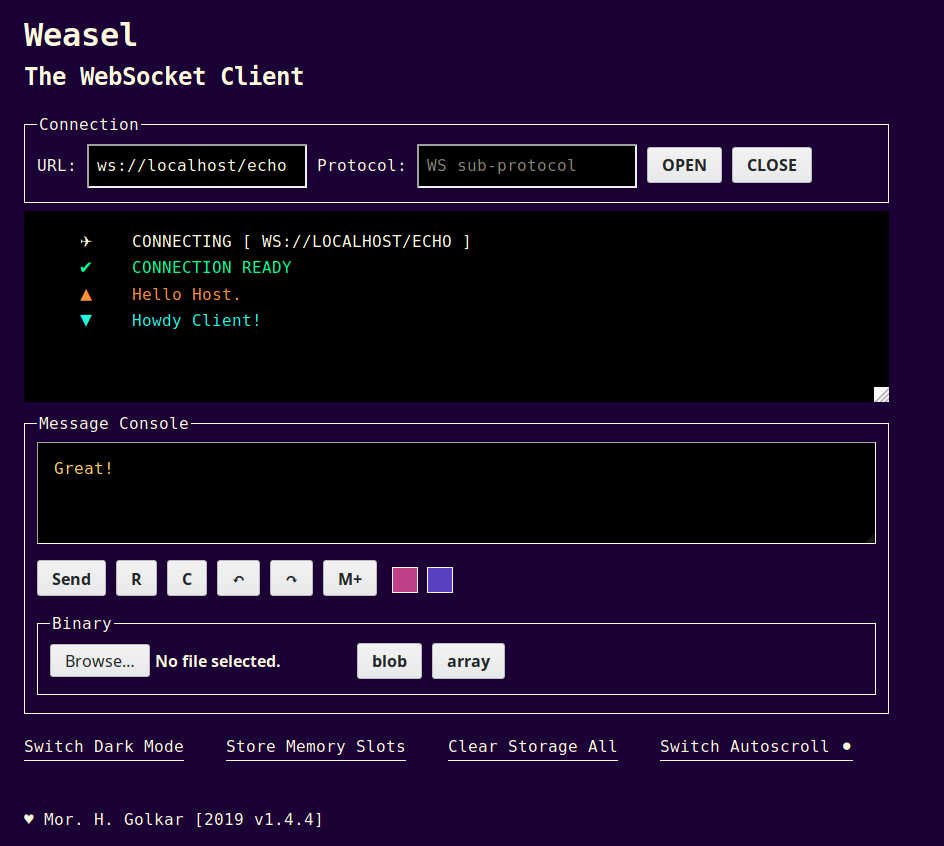 Weasel
The WebSocket Client
Connection
URL: ws://localhost/echo Protocol: WS sub-protocol OPEN CLOSE
✈ CONNECTING [ WS://LOCALHOST/ECHO ]
✔ CONNECTION READY
▲ Hello Host.
▼ Howdy Client!
Message Console
Great!
Send R C ↶ ↷ M+
Binary
Browse... No file selected. blob array
Switch Dark Mode Store Memory Slots Clear Storage All Switch Autoscroll ●
♥ Mor. H. Golkar [2019 v1.4.4]